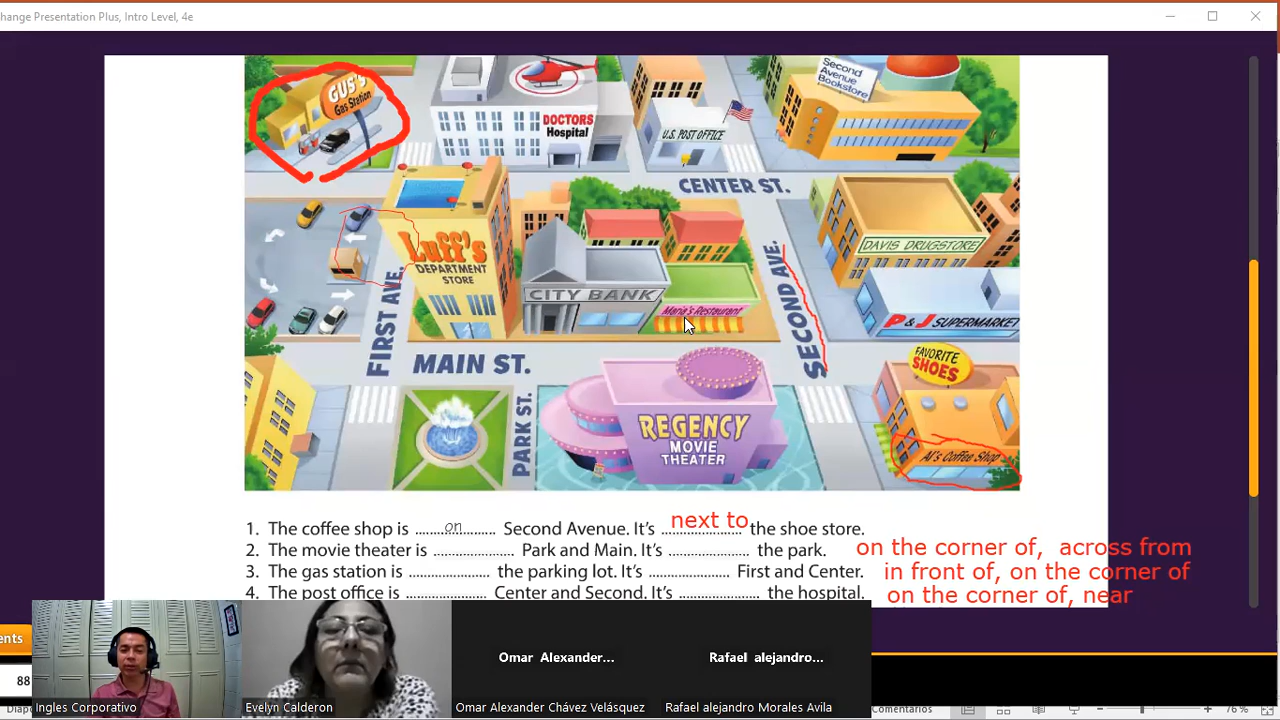 hange Presentation Plus, Intro Level, 4e
GUS'S
Gas Station
DOCTORS
Hospital
U.S. POST OFFICE
Second
Avenue
Bookstore
CENTER ST.
Luff's
DEPARTMENT
STORE
CITY BANK
Maria's Restaurant
DAVIS DRUGSTORE
P & J SUPERMARKET
FIRST AVE.
SECOND AVE.
MAIN ST.
PARK ST.
REGENCY
MOVIE
THEATER
FAVORITE
SHOES
Al's Coffee Shop
1. The coffee shop is ....on.... Second Avenue. It's next to the shoe store.
2. The movie theater is .................... Park and Main. It's .................... the park. on the corner of, across from
3. The gas station is .................... the parking lot. It's .................... First and Center. in front of, on the corner of
4. The post office is .................... Center and Second. It's .................... the hospital. on the corner of, near
ents
88
Ingles Corporativo
Evelyn Calderon
Omar Alexander...
Omar Alexander Chávez Velásquez
Rafael alejandro...
Rafael alejandro Morales Avila
Diapo
Comentarios
76 %